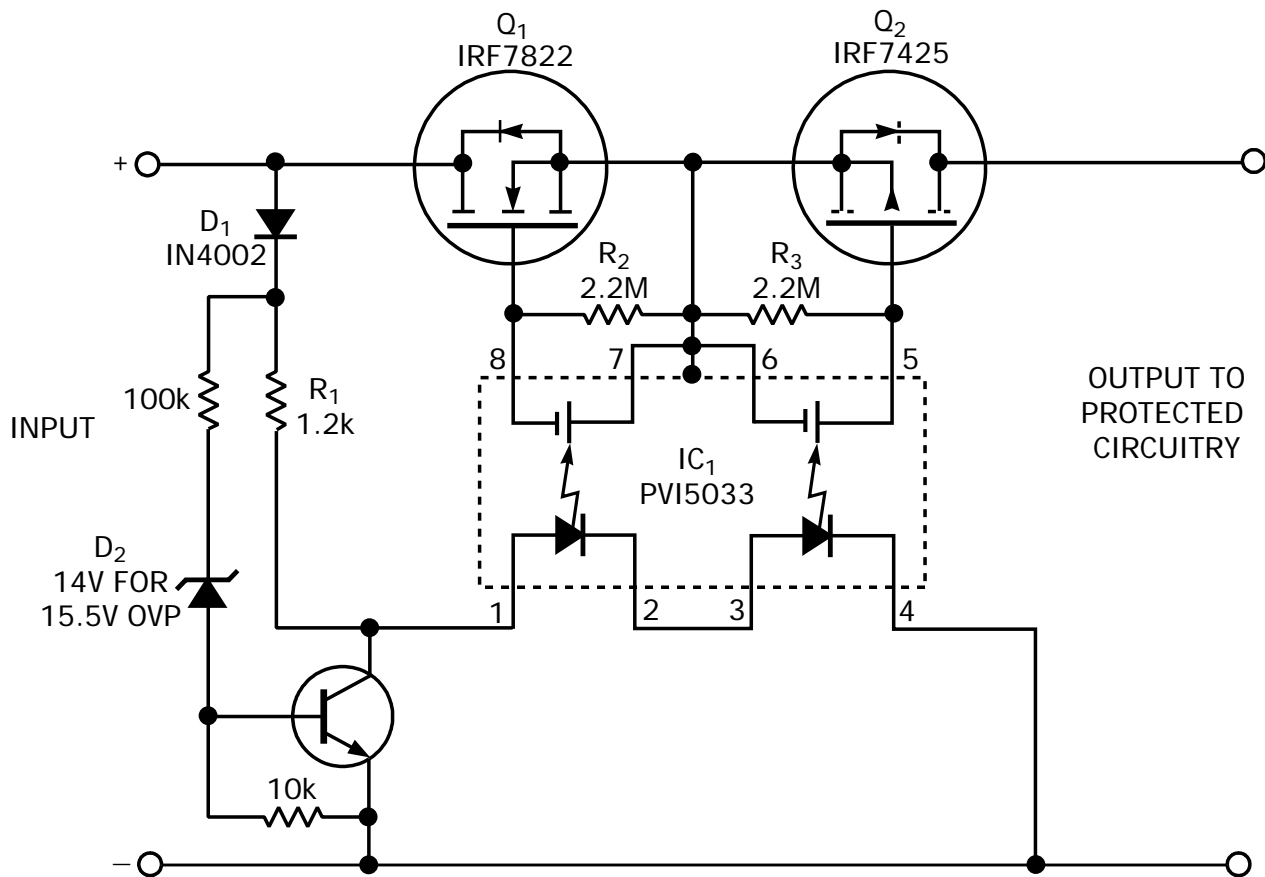 Q1
IRF7822
Q2
IRF7425
+
D1
IN4002
R2
2.2M
R3
2.2M
8
7
6
5
100k
R1
1.2k
INPUT
OUTPUT TO
PROTECTED
CIRCUITRY
IC1
PVI5033
D2
14V FOR
15.5V OVP
1
2
3
4
10k
−